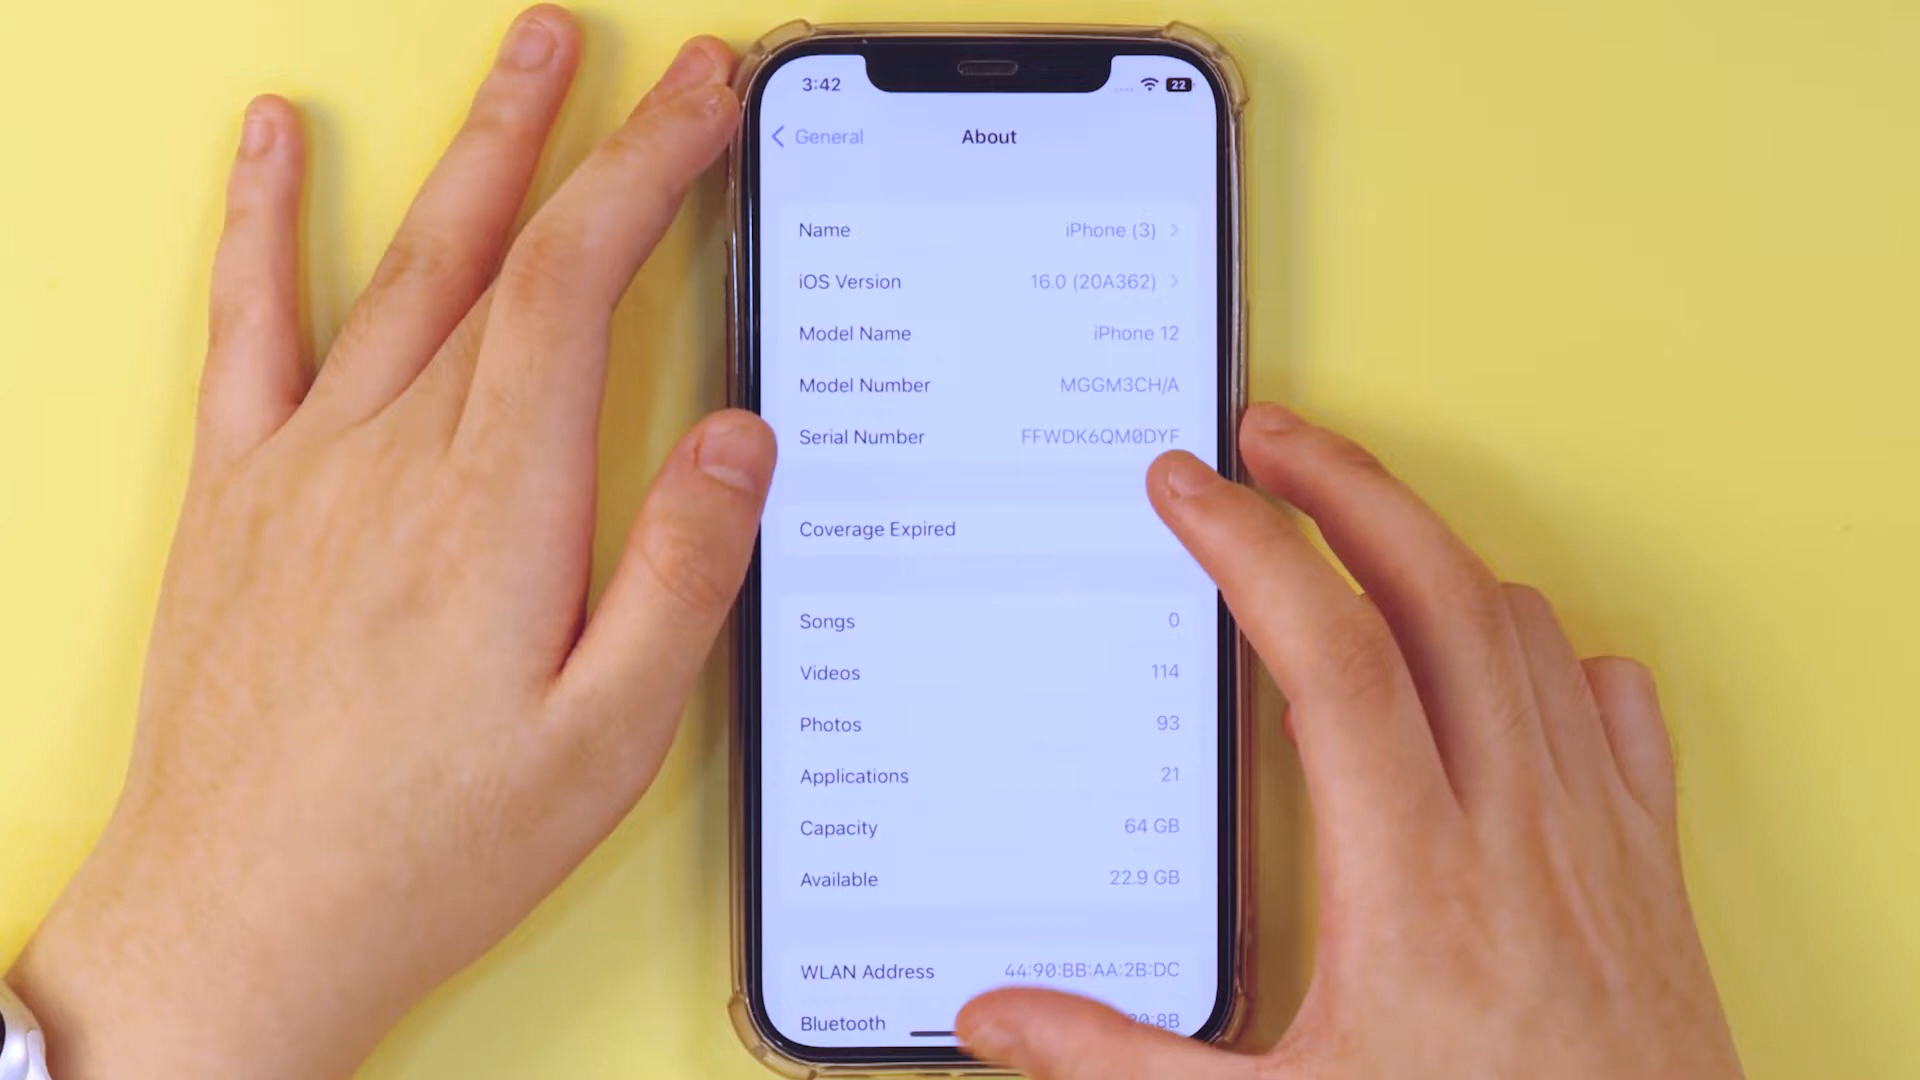 3:42
22
General
About
Name iPhone (3)
iOS Version 16.0 (20A362)
Model Name iPhone 12
Model Number MGGM3CH/A
Serial Number FFWDK6QM0DYF
Coverage Expired
Songs 0
Videos 114
Photos 93
Applications 21
Capacity 64 GB
Available 22.9 GB
WLAN Address 44:90:BB:AA:2B:DC
Bluetooth